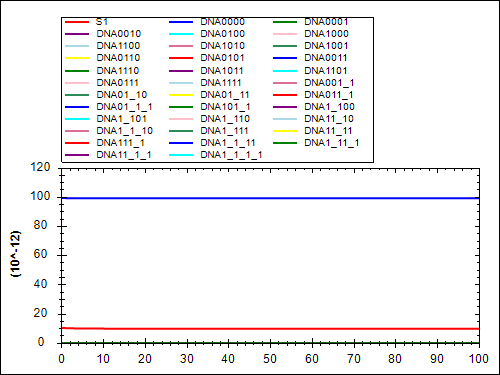 S1 DNA0000 DNA0001
DNA0010 DNA0100 DNA1000
DNA1100 DNA1010 DNA1001
DNA0110 DNA0101 DNA0011
DNA1110 DNA1011 DNA1101
DNA0111 DNA1111 DNA001_1
DNA01_10 DNA01_11 DNA011_1
DNA01_1_1 DNA101_1 DNA1_100
DNA1_101 DNA1_110 DNA11_10
DNA1_1_10 DNA1_111 DNA11_11
DNA111_1 DNA1_1_11 DNA1_11_1
DNA11_1_1 DNA1_1_1_1
120
100
80
60
40
20
0
(10^-12)
0 10 20 30 40 50 60 70 80 90 100